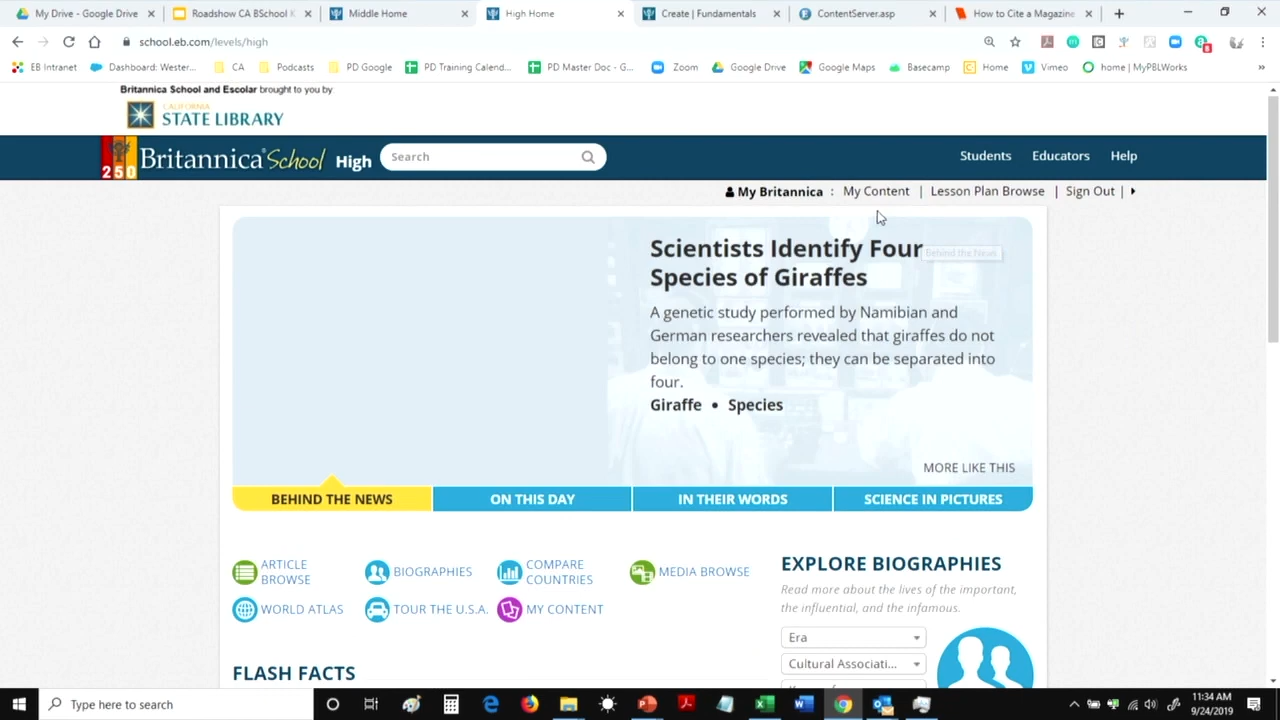 My Drive - Google Drive
Roadshow CA BSchool K
Middle Home
High Home
Create | Fundamentals
ContentServer.asp
How to Cite a Magazine
school.eb.com/levels/high
EB Intranet
Dashboard: Wester...
CA
Podcasts
PD Google
PD Training Calend...
PD Master Doc - G...
Zoom
Google Drive
Google Maps
Basecamp
Home
Vimeo
home | MyPBLWorks
Britannica School and Escolar brought to you by
CALIFORNIA
STATE LIBRARY
250
Britannica School High
Search
Students
Educators
Help
My Britannica : My Content | Lesson Plan Browse | Sign Out |
Scientists Identify Four
Species of Giraffes
Behind the News
A genetic study performed by Namibian and
German researchers revealed that giraffes do not
belong to one species; they can be separated into
four.
Giraffe • Species
MORE LIKE THIS
BEHIND THE NEWS
ON THIS DAY
IN THEIR WORDS
SCIENCE IN PICTURES
ARTICLE
BROWSE
BIOGRAPHIES
COMPARE
COUNTRIES
MEDIA BROWSE
WORLD ATLAS
TOUR THE U.S.A.
MY CONTENT
EXPLORE BIOGRAPHIES
Read more about the lives of the important,
the influential, and the infamous.
Era
Cultural Associati...
FLASH FACTS
Type here to search
11:34 AM
9/24/2019